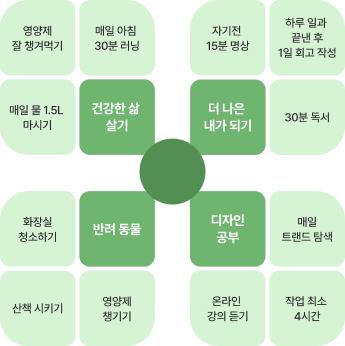 영양제
잘 챙겨먹기
매일 아침
30분 러닝
자기전
15분 명상
하루 일과
끝낸 후
1일 회고 작성
매일 물 1.5L
마시기
건강한 삶
살기
더 나은
내가 되기
30분 독서
화장실
청소하기
반려 동물
디자인
공부
매일
트랜드 탐색
산책 시키기
영양제
챙기기
온라인
강의 듣기
작업 최소
4시간